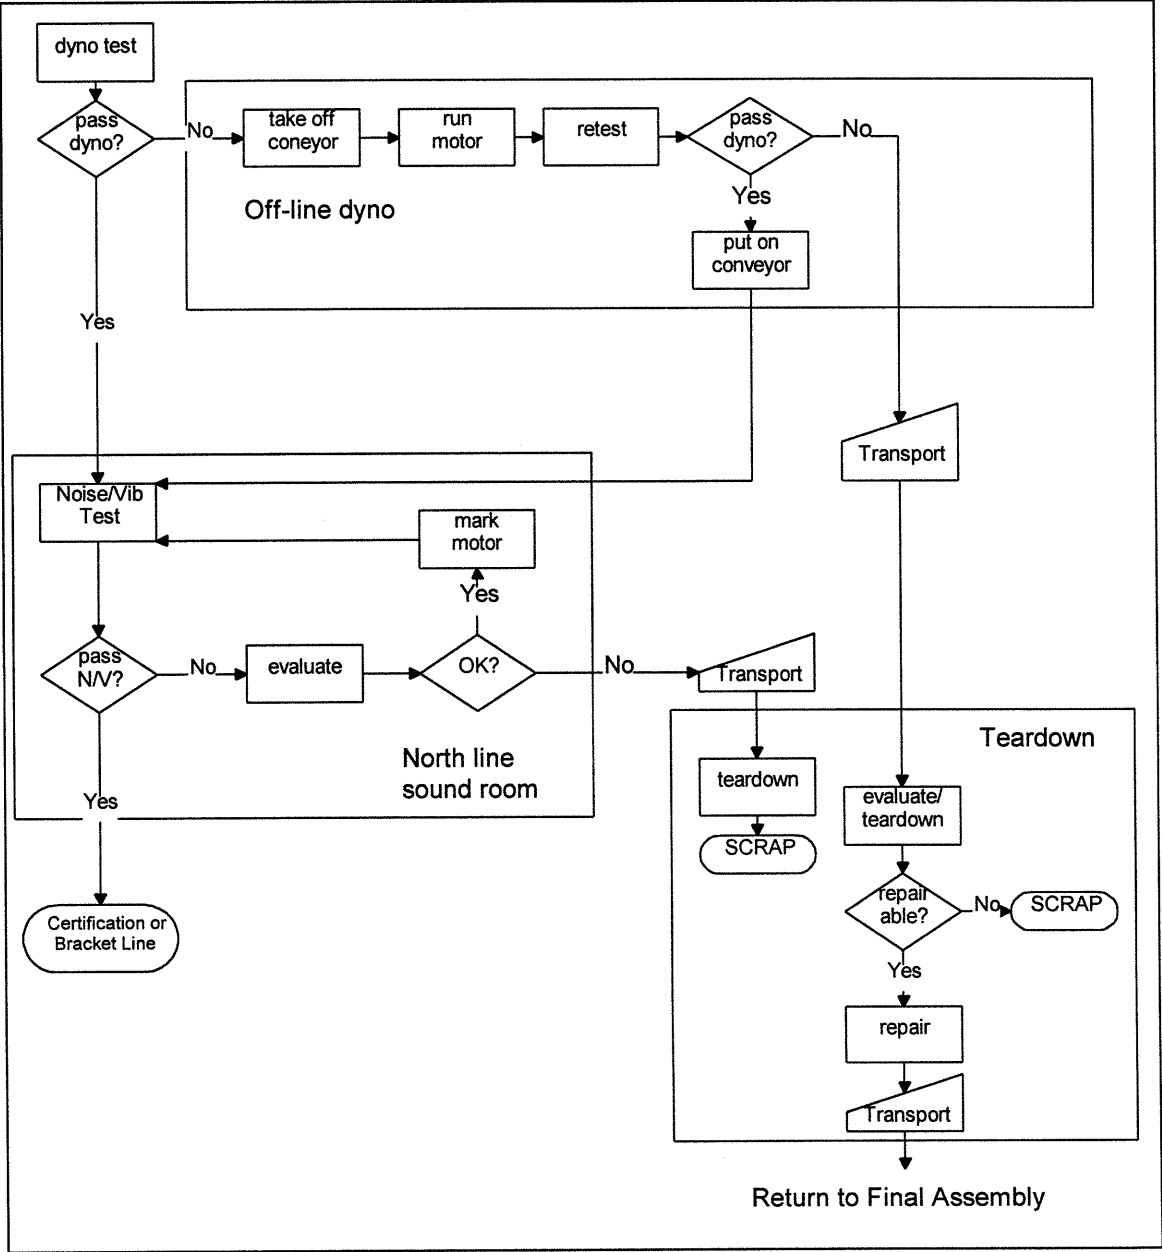 dyno test
pass
dyno?
No
take off
coneyor
run
motor
retest
pass
dyno?
No
Yes
Off-line dyno
put on
conveyor
Yes
Transport
Noise/Vib
Test
mark
motor
Yes
pass
N/V?
No
evaluate
OK?
No
Transport
North line
sound room
Yes
Teardown
teardown
SCRAP
evaluate/
teardown
repair
able?
No
SCRAP
Certification or
Bracket Line
Yes
repair
Transport
Return to Final Assembly